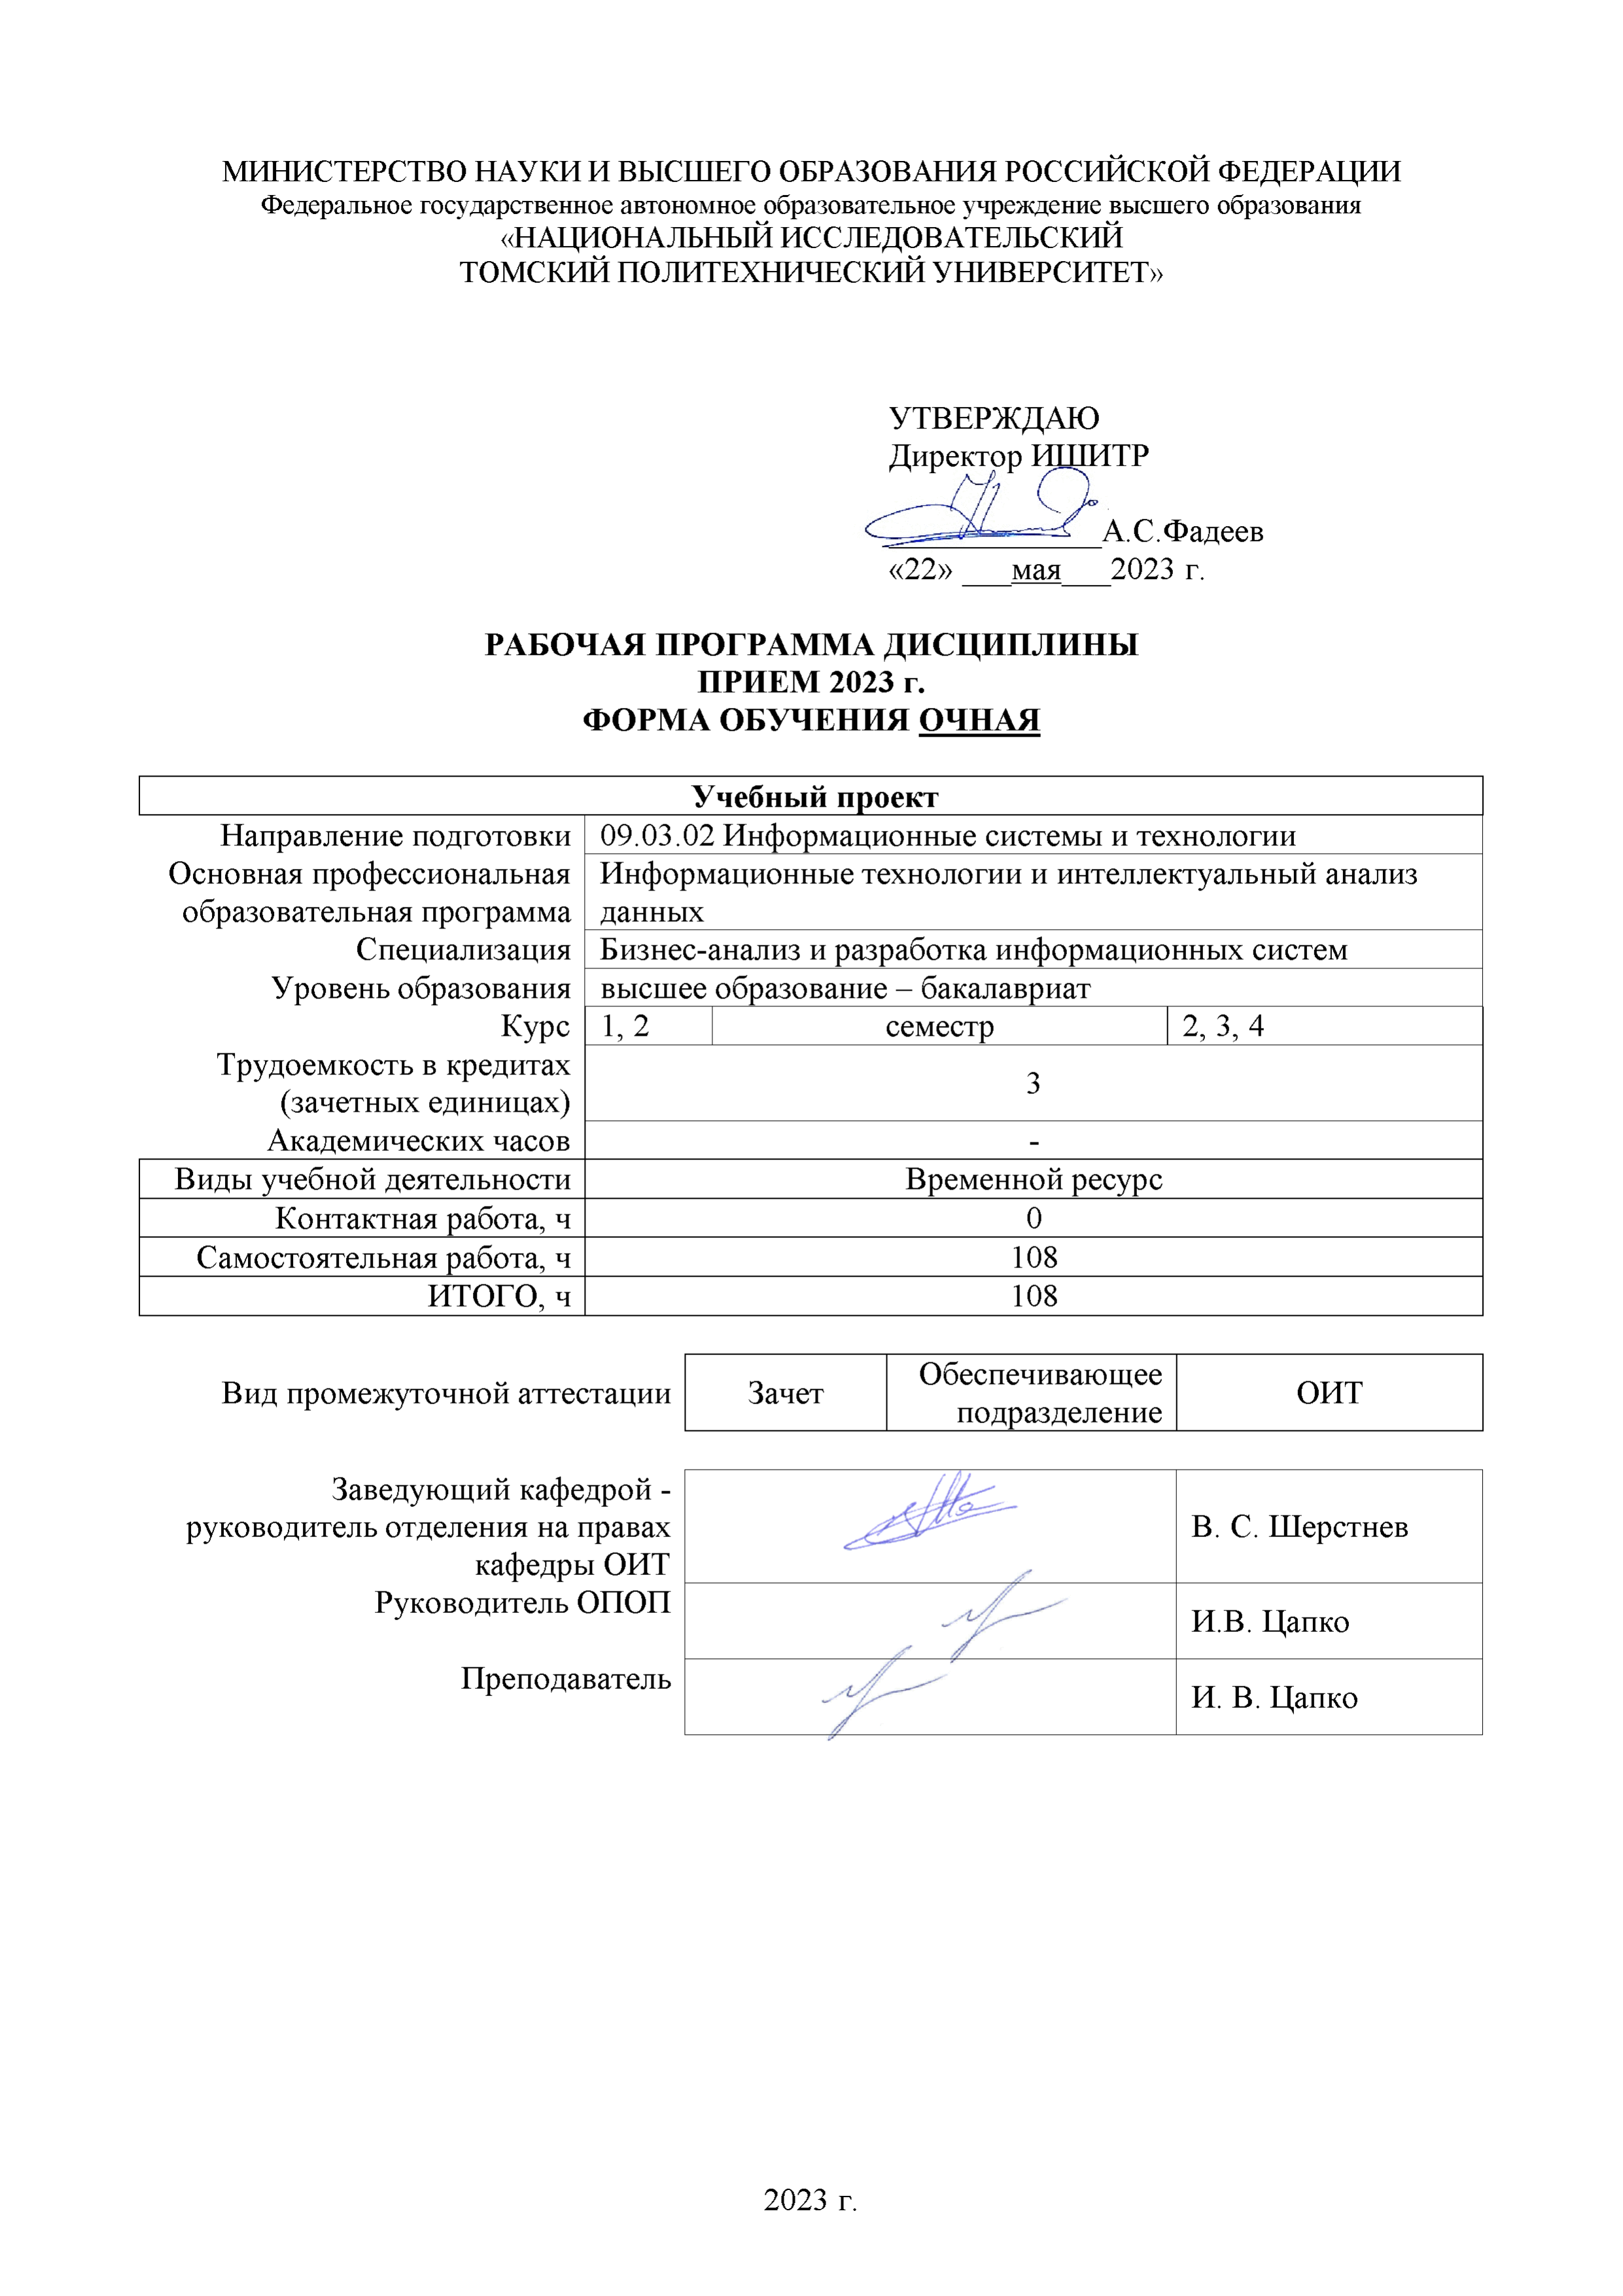 МИНИСТЕРСТВО НАУКИ И ВЫСШЕГО ОБРАЗОВАНИЯ РОССИЙСКОЙ ФЕДЕРАЦИИ
Федеральное государственное автономное образовательное учреждение высшего образования
«НАЦИОНАЛЬНЫЙ ИССЛЕДОВАТЕЛЬСКИЙ
ТОМСКИЙ ПОЛИТЕХНИЧЕСКИЙ УНИВЕРСИТЕТ»
УТВЕРЖДАЮ
Директор ИШИТР
_____________А.С.Фадеев
«22» ___мая___2023 г.
РАБОЧАЯ ПРОГРАММА ДИСЦИПЛИНЫ
ПРИЕМ 2023 г.
ФОРМА ОБУЧЕНИЯ ОЧНАЯ
Учебный проект
Направление подготовки 09.03.02 Информационные системы и технологии
Основная профессиональная Информационные технологии и интеллектуальный анализ
образовательная программа данных
Специализация Бизнес-анализ и разработка информационных систем
Уровень образования высшее образование – бакалавриат
Курс 1, 2 семестр 2, 3, 4
Трудоемкость в кредитах
(зачетных единицах) 3
Академических часов -
Виды учебной деятельности Временной ресурс
Контактная работа, ч 0
Самостоятельная работа, ч 108
ИТОГО, ч 108
Вид промежуточной аттестации Зачет Обеспечивающее
подразделение ОИТ
Заведующий кафедрой -
руководитель отделения на правах В. С. Шерстнев
кафедры ОИТ
Руководитель ОПОП И.В. Цапко
Преподаватель И. В. Цапко
2023 г.